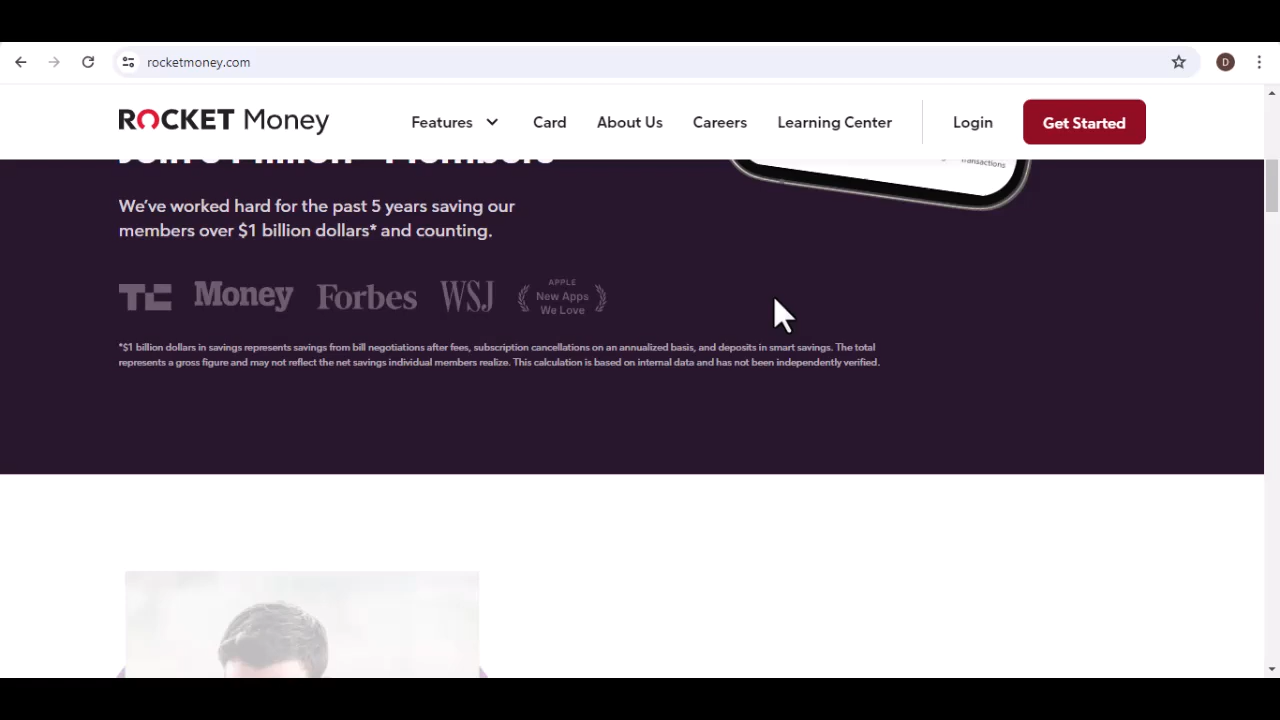 rocketmoney.com
D
ROCKET Money
Features
Card
About Us
Careers
Learning Center
Login
Get Started
Members
transactions
We've worked hard for the past 5 years saving our
members over $1 billion dollars* and counting.
TC
Money
Forbes
WSJ
APPLE
New Apps
We Love
*$1 billion dollars in savings represents savings from bill negotiations after fees, subscription cancellations on an annualized basis, and deposits in smart savings. The total
represents a gross figure and may not reflect the net savings individual members realize. This calculation is based on internal data and has not been independently verified.